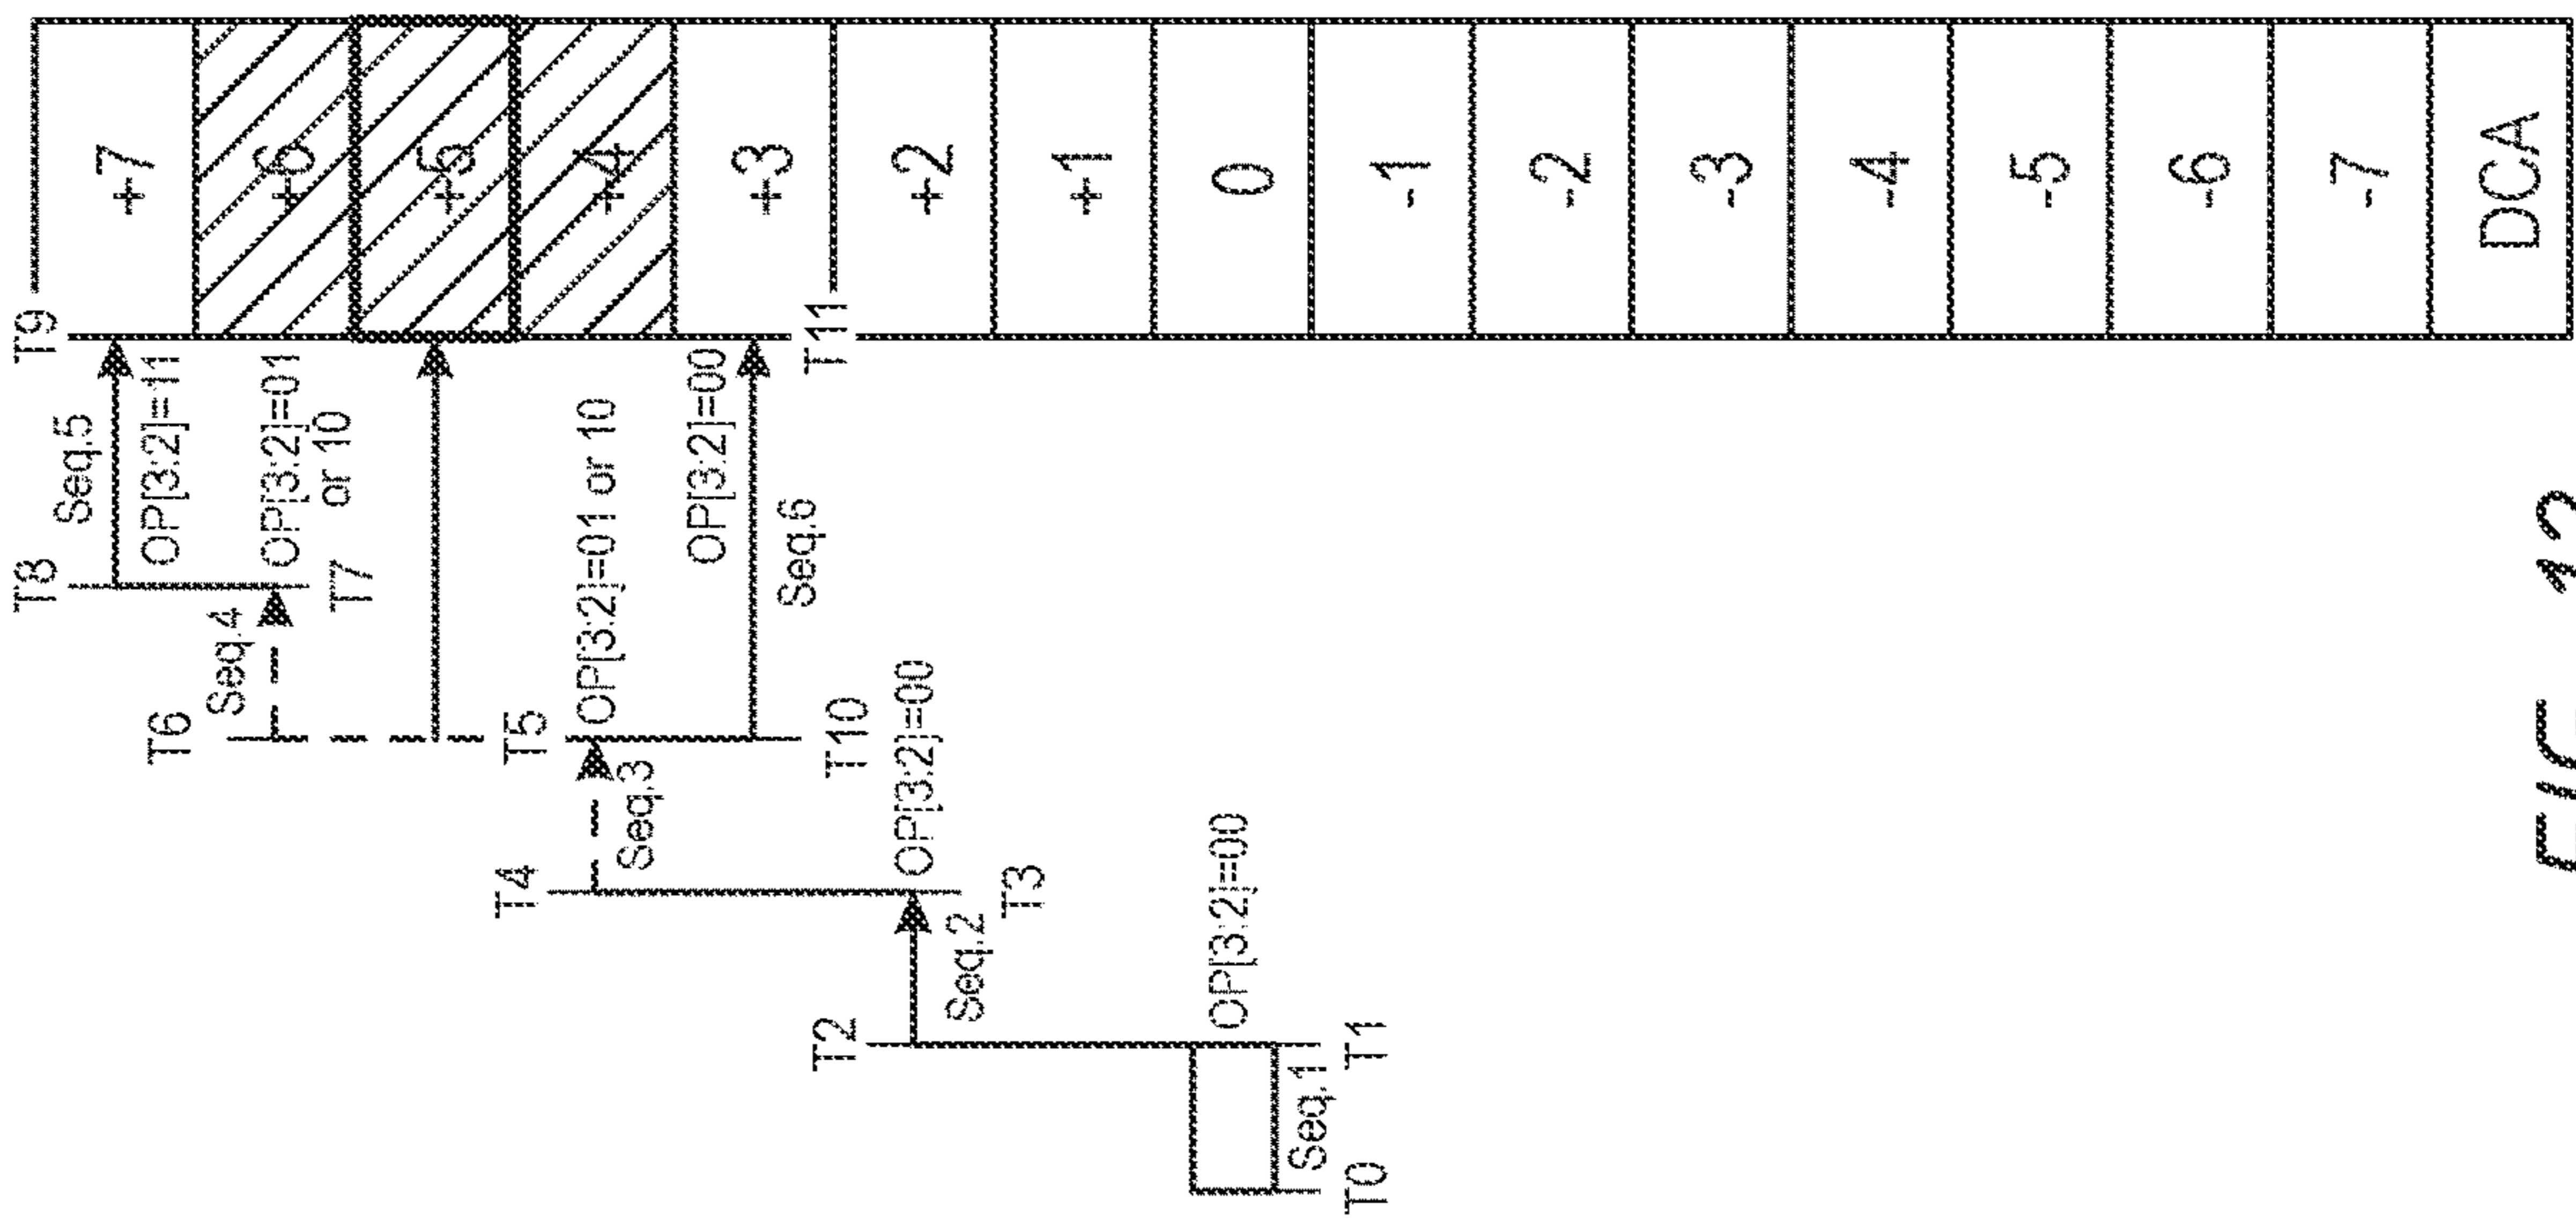 T8
T9
Seq.5
+7
OP[3:2]=11
T6
Seq.4
OP[3:2]=01
or 10
+6
T7
+5
T4
T5
OP[3:2]=01 or 10
+4
Seq.3
OP[3:2]=00
+3
Seq.6
T11
T2
T10
OP[3:2]=00
+2
Seq.2
T3
+1
OP[3:2]=00
0
Seq.1
T0
T1
-1
-2
-3
-4
-5
-6
-7
DCA